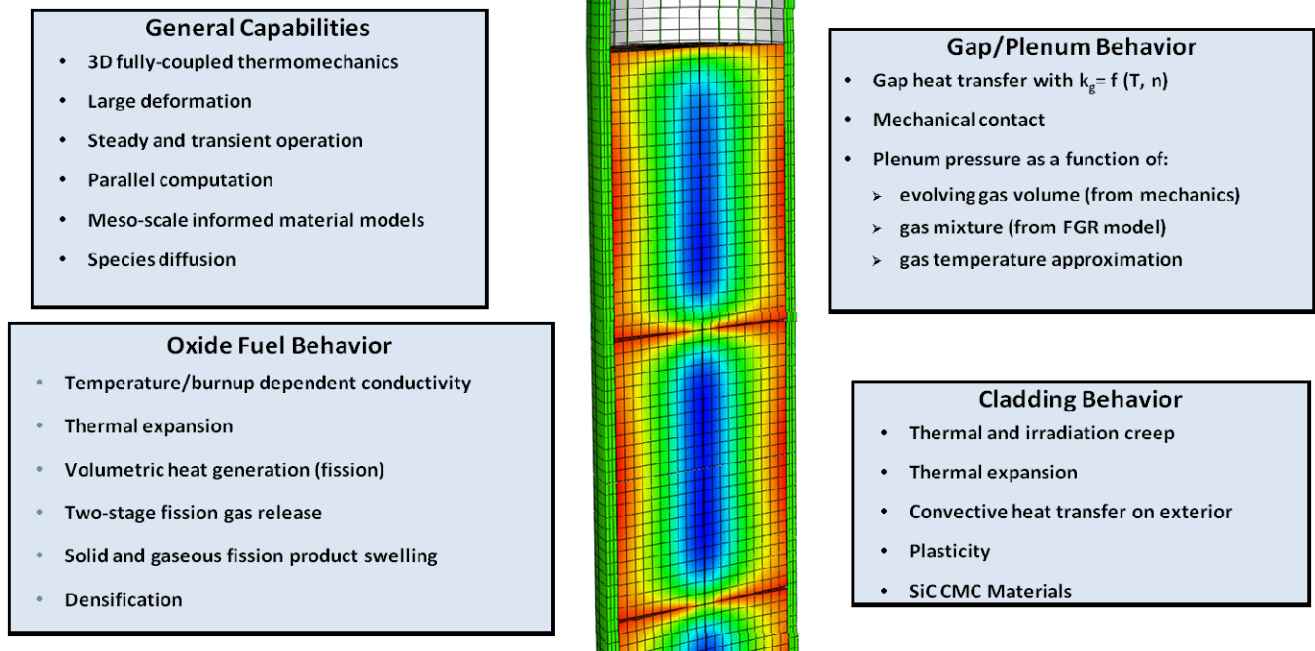 General Capabilities
• 3D fully-coupled thermomechanics
• Large deformation
• Steady and transient operation
• Parallel computation
• Meso-scale informed material models
• Species diffusion
Oxide Fuel Behavior
• Temperature/burnup dependent conductivity
• Thermal expansion
• Volumetric heat generation (fission)
• Two-stage fission gas release
• Solid and gaseous fission product swelling
• Densification
Gap/Plenum Behavior
• Gap heat transfer with kg= f (T, n)
• Mechanical contact
• Plenum pressure as a function of:
➢ evolving gas volume (from mechanics)
➢ gas mixture (from FGR model)
➢ gas temperature approximation
Cladding Behavior
• Thermal and irradiation creep
• Thermal expansion
• Convective heat transfer on exterior
• Plasticity
• SiC CMC Materials